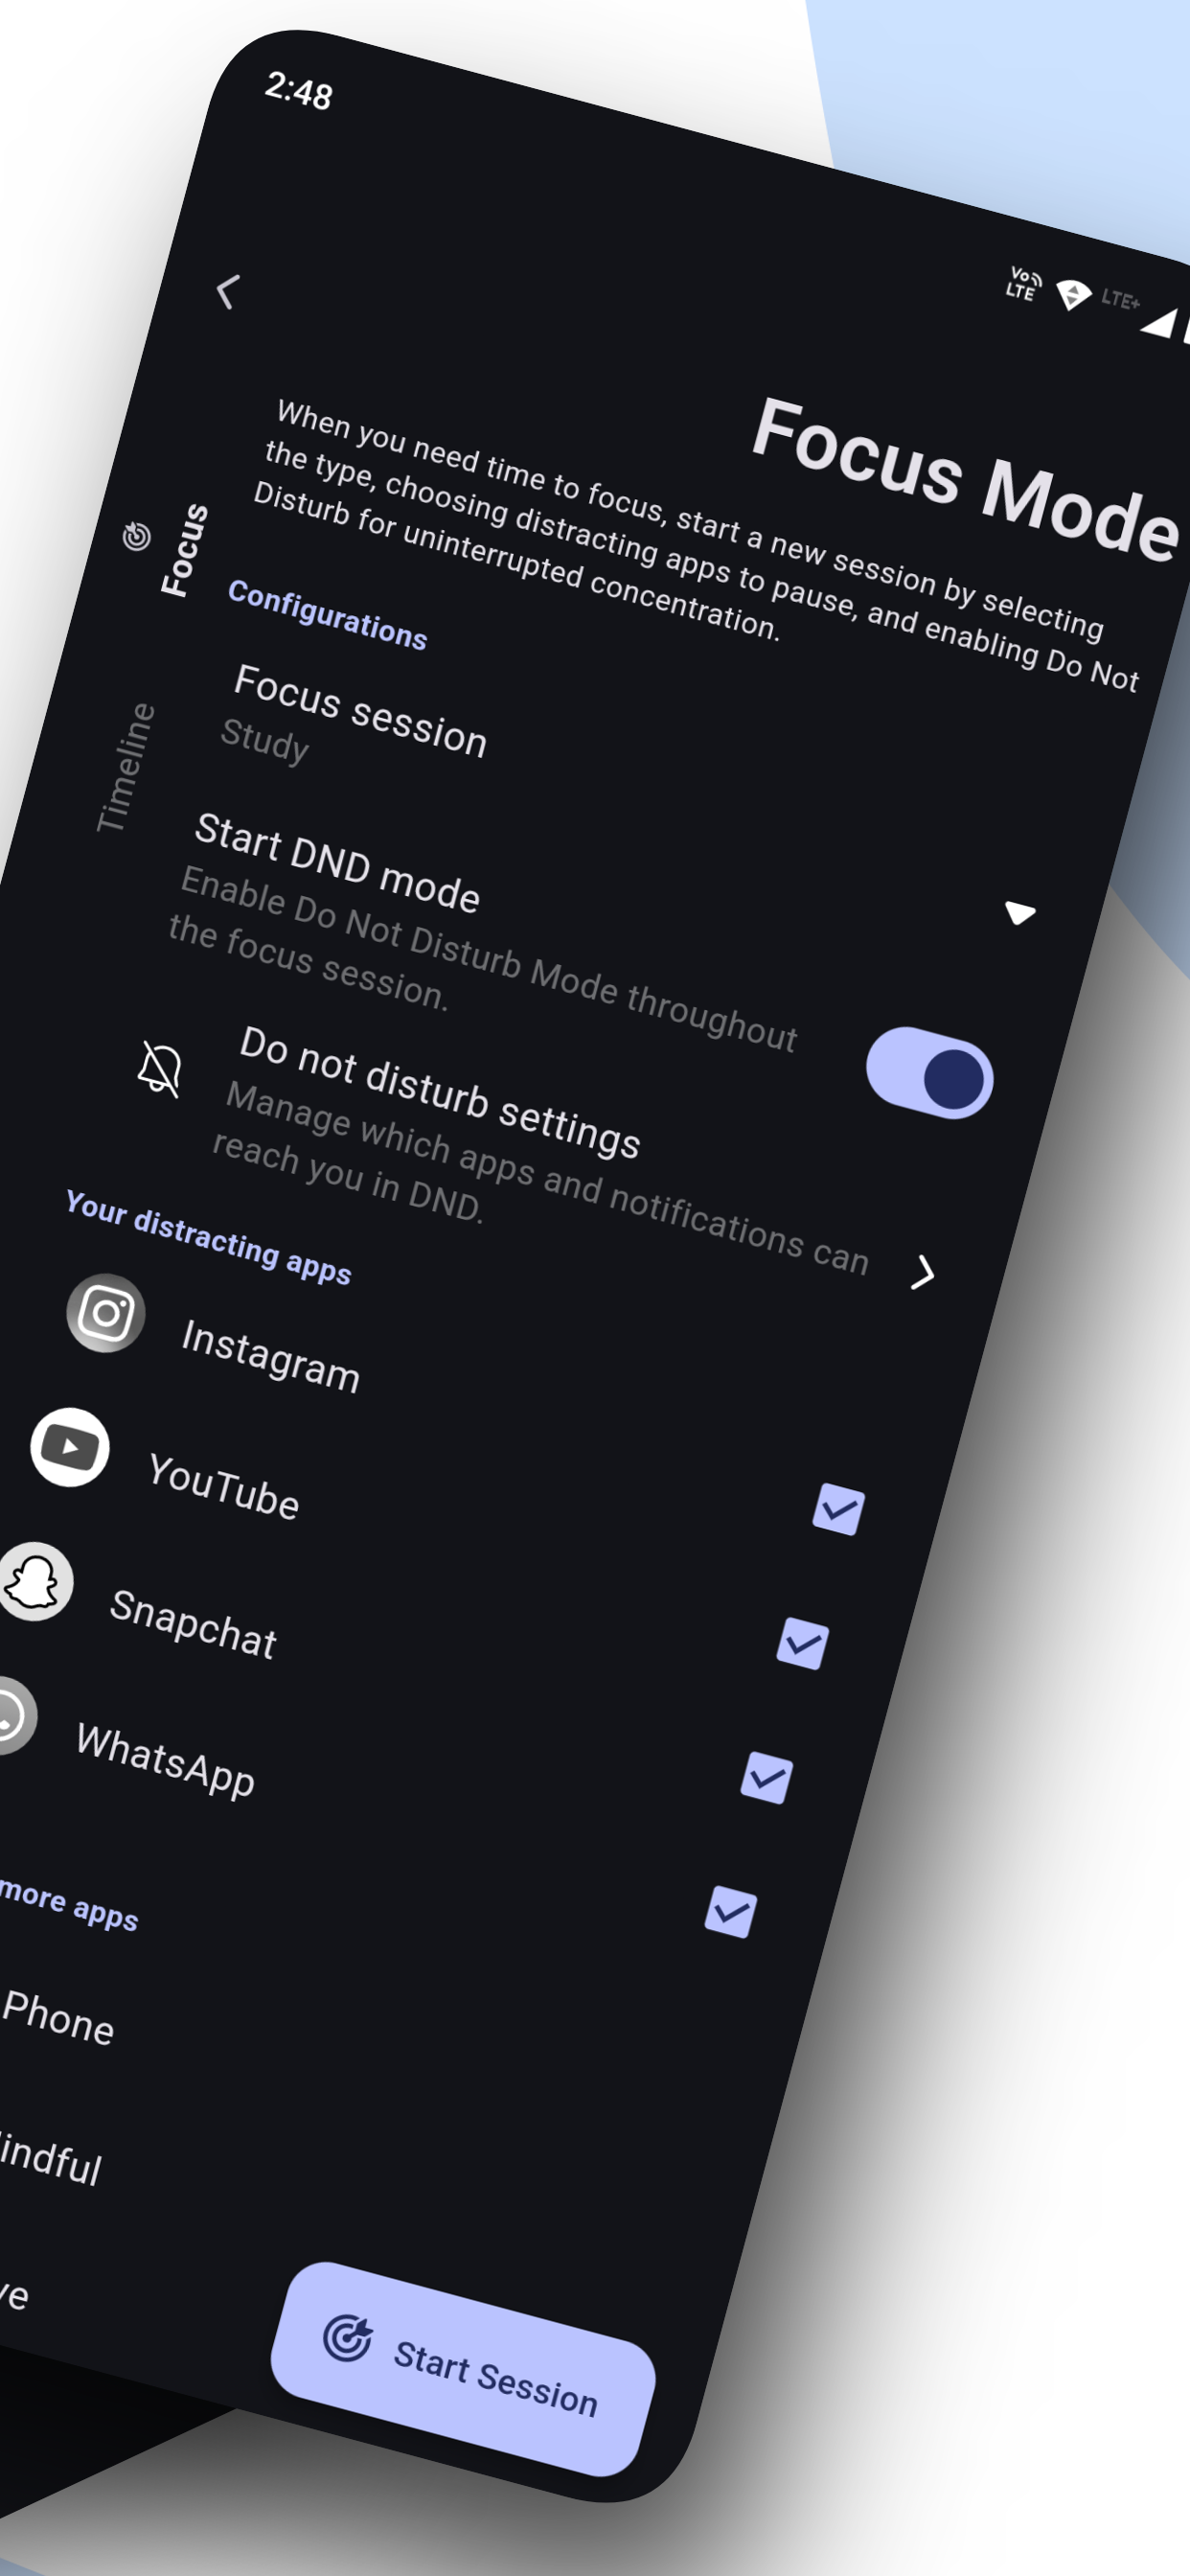 2:48
Vo LTE
LTE+
Focus Mode
When you need time to focus, start a new session by selecting
the type, choosing distracting apps to pause, and enabling Do Not
Disturb for uninterrupted concentration.
Focus
Timeline
Configurations
Focus session
Study
Start DND mode
Enable Do Not Disturb Mode throughout
the focus session.
Do not disturb settings
Manage which apps and notifications can
reach you in DND.
Your distracting apps
Instagram
YouTube
Snapchat
WhatsApp
more apps
Phone
Start Session